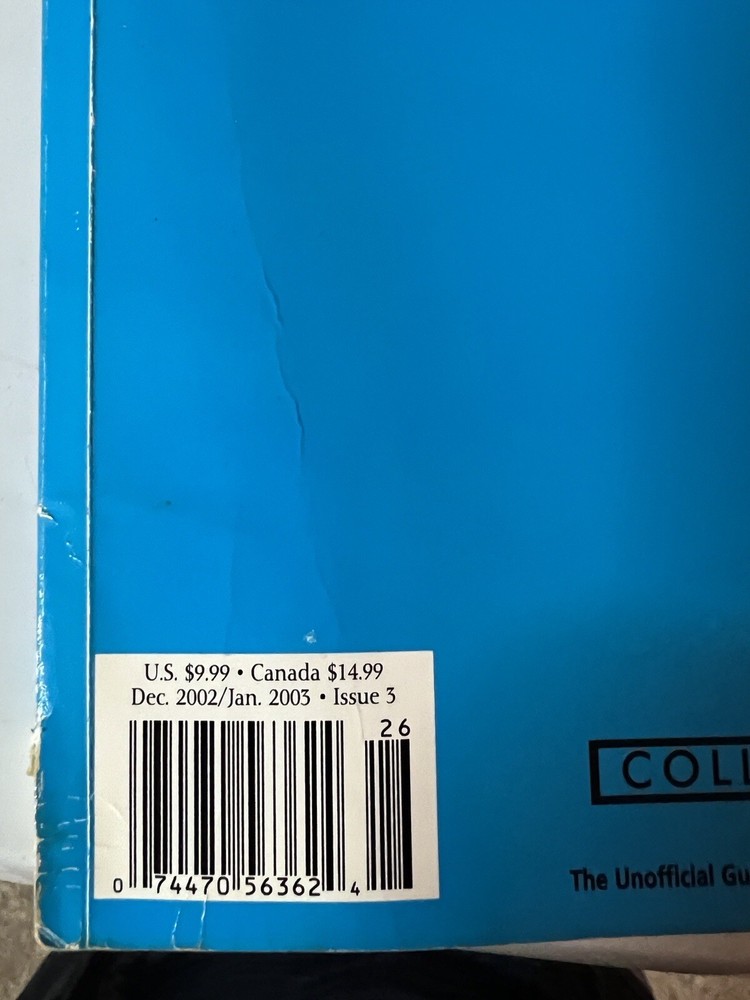 U.S. $9.99 • Canada $14.99
Dec. 2002/Jan. 2003 • Issue 3
26
0 74470 56362 4
COLL
The Unofficial Gu